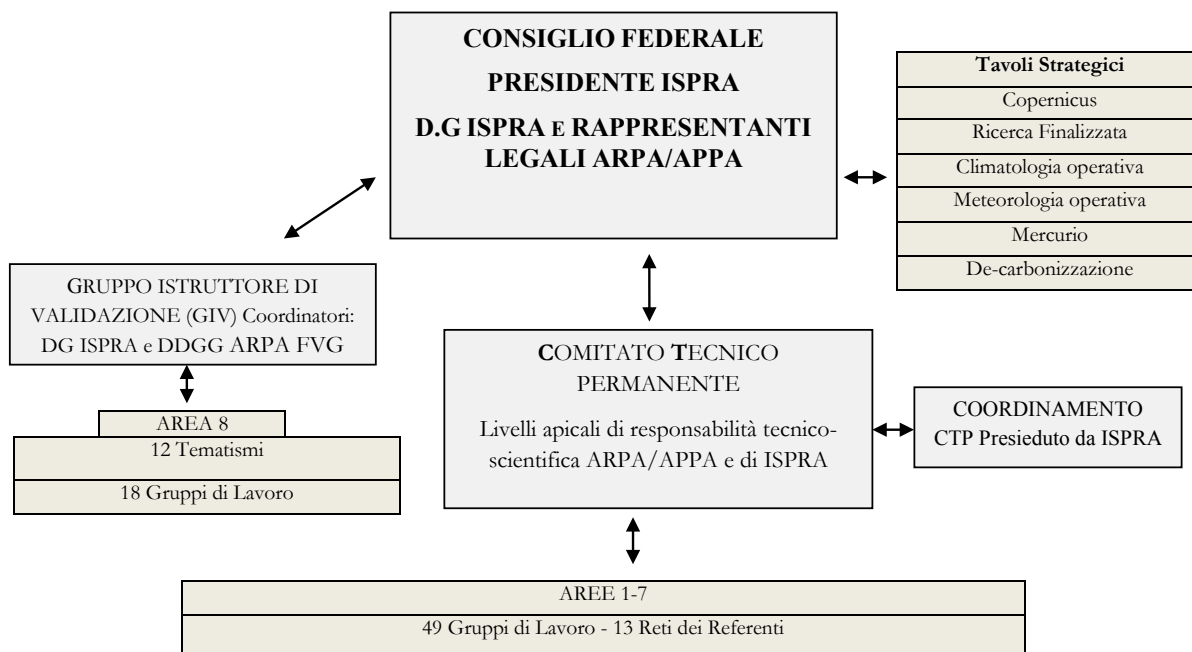 CONSIGLIO FEDERALE
PRESIDENTE ISPRA
D.G ISPRA E RAPPRESENTANTI
LEGALI ARPA/APPA
Tavoli Strategici
Copernicus
Ricerca Finalizzata
Climatologia operativa
Meteorologia operativa
Mercurio
De-carbonizzazione
GRUPPO ISTRUTTORE DI
VALIDAZIONE (GIV) Coordinatori:
DG ISPRA e DDGG ARPA FVG
AREA 8
12 Tematismi
18 Gruppi di Lavoro
COMITATO TECNICO
PERMANENTE
Livelli apicali di responsabilità tecnico-
scientifica ARPA/APPA e di ISPRA
COORDINAMENTO
CTP Presieduto da ISPRA
AREE 1-7
49 Gruppi di Lavoro - 13 Reti dei Referenti